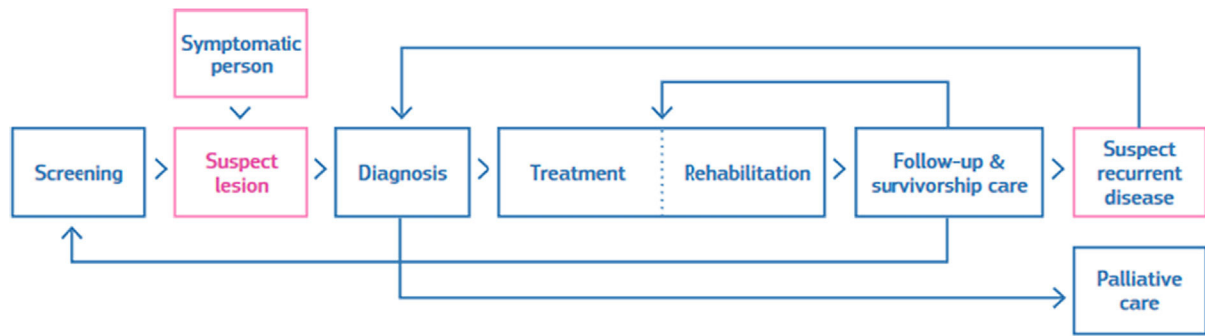 Symptomatic
person
Screening
Suspect
lesion
Diagnosis
Treatment
Rehabilitation
Follow-up &
survivorship care
Suspect
recurrent
disease
Palliative
care